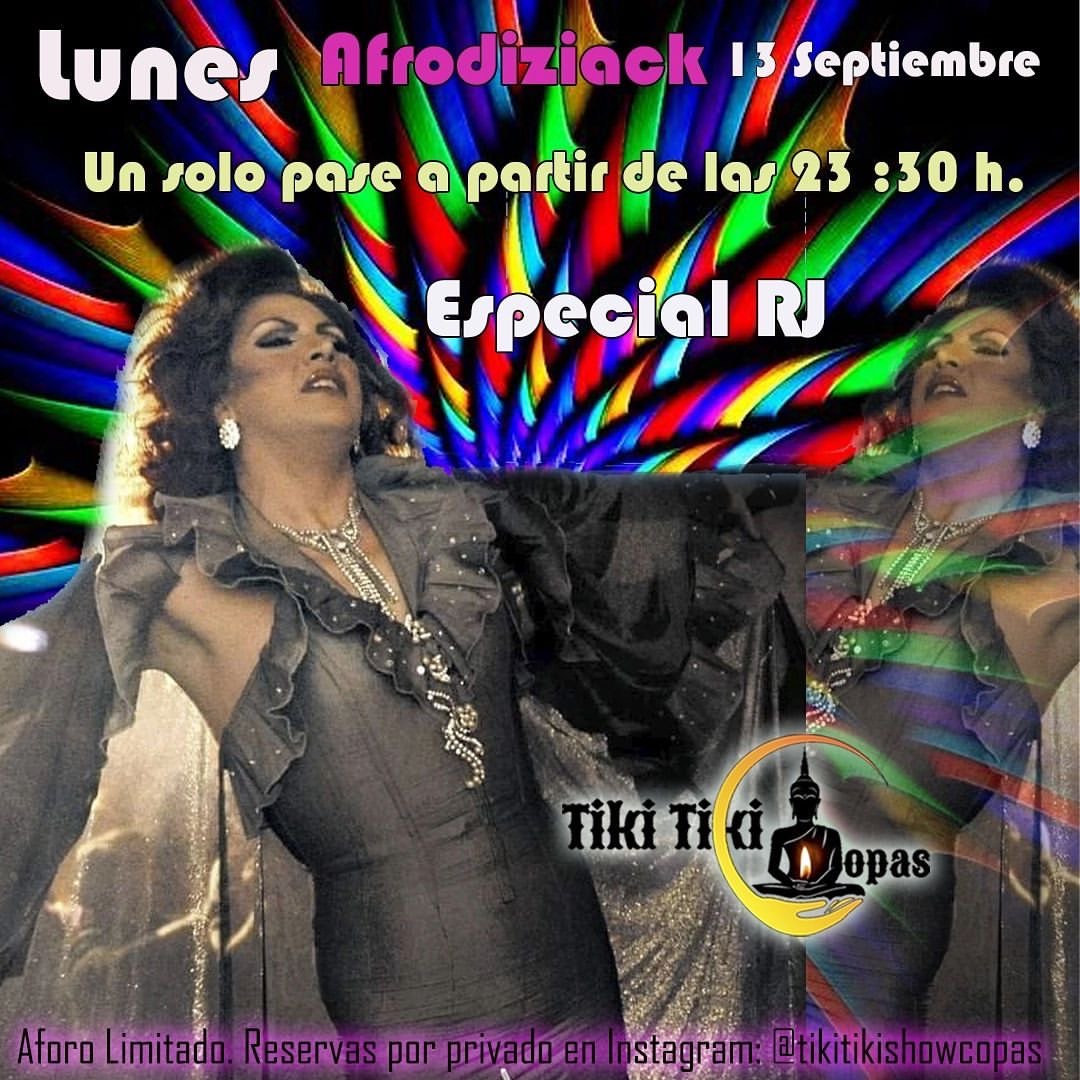 Lunes Afrodiziack 13 Septiembre
Un solo pase a partir de las 23 :30 h.
Especial RJ
Tiki Tiki Copas
Aforo Limitado. Reservas por privado en Instagram: @tikitikishowcopas